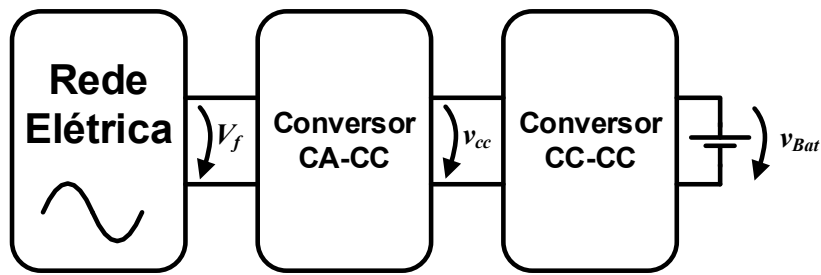 Rede
Elétrica
V_f
Conversor
CA-CC
v_cc
Conversor
CC-CC
v_Bat